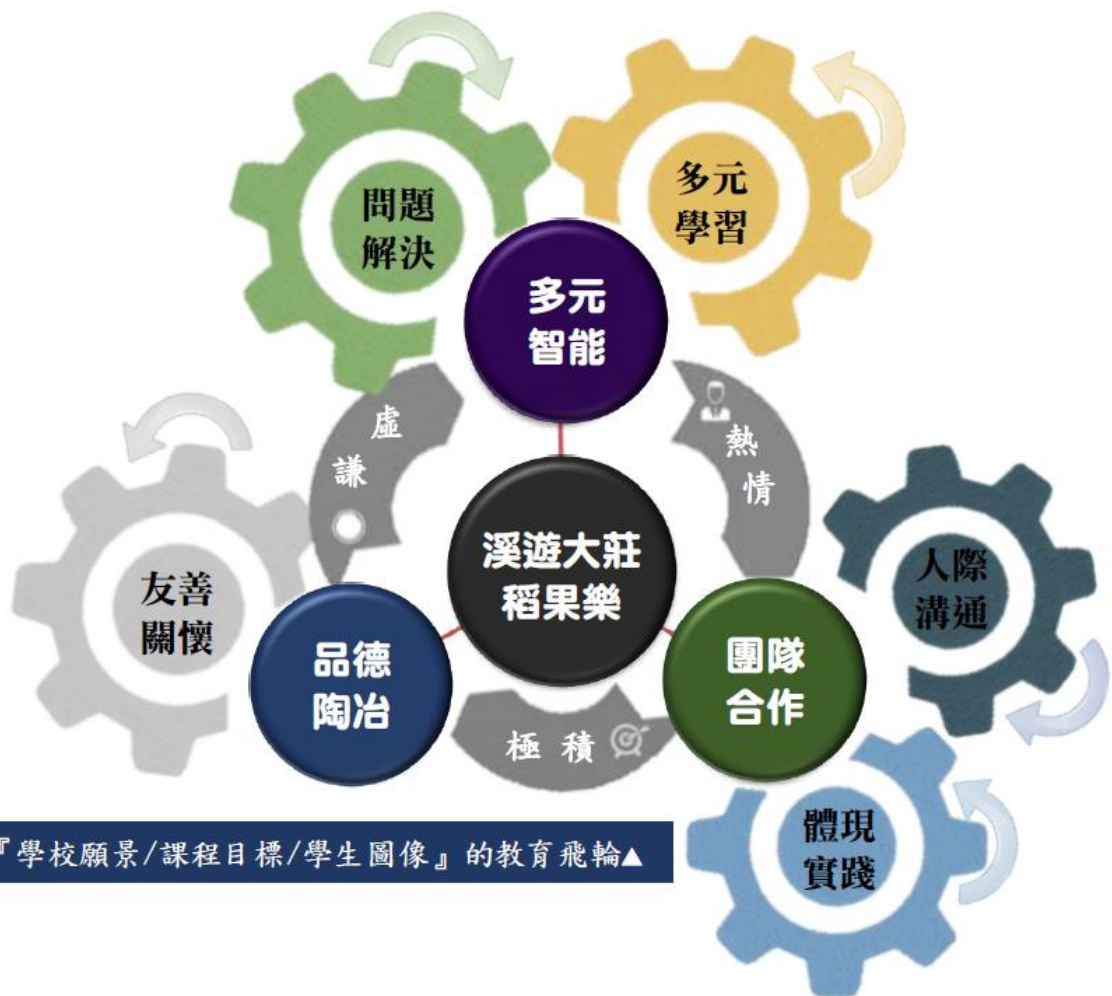 問題
解決
多元
學習
多元
智能
虛
謙
熱
情
友善
關懷
溪遊大莊
稻果樂
人際
溝通
品德
陶冶
團隊
合作
極 積
『學校願景/課程目標/學生圖像』的教育飛輪▲
體現
實踐